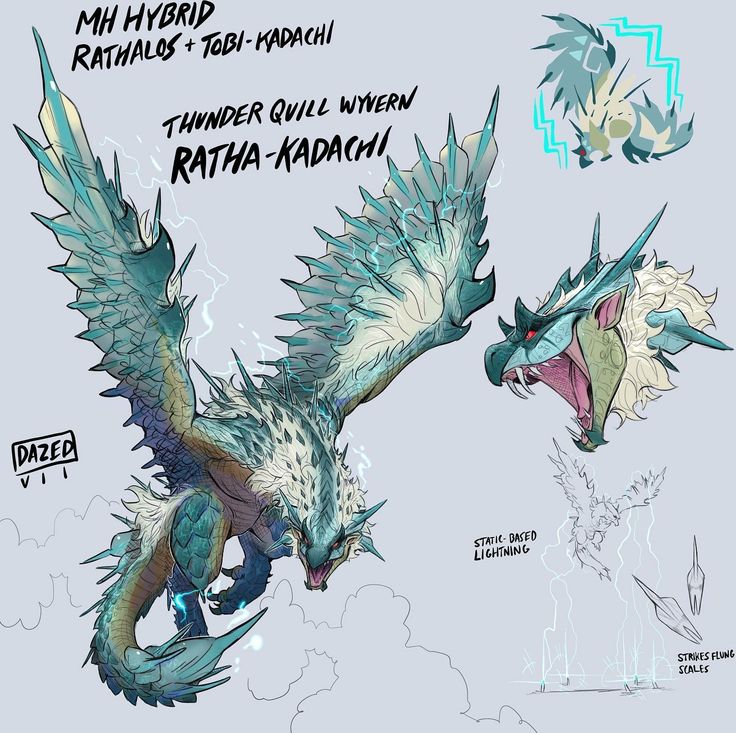 MH HYBRID
RATHALOS + TOBI-KADACHI
THUNDER QUILL WYVERN
RATHA-KADACHI
DAZED
VII
STATIC-BASED
LIGHTNING
STRIKES FLUNG
SCALES